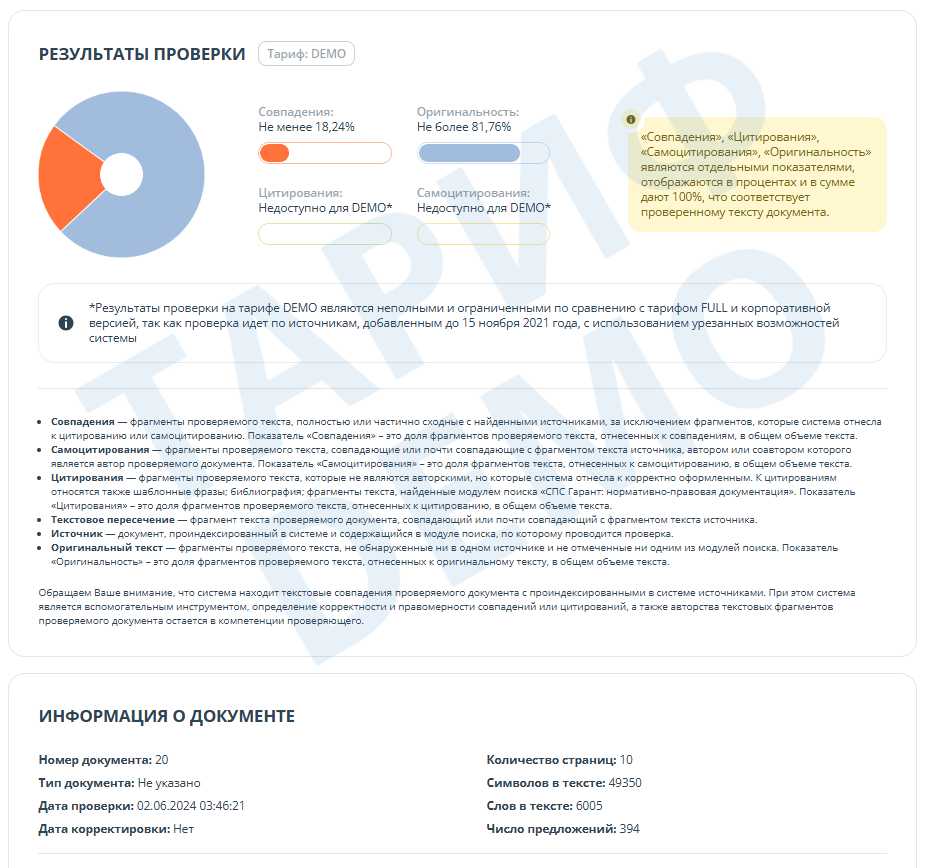 РЕЗУЛЬТАТЫ ПРОВЕРКИ Тариф: DEMO
Совпадения:
Не менее 18,24%
Оригинальность:
Не более 81,76%
Цитирования:
Недоступно для DEMO*
Самоцитирования:
Недоступно для DEMO*
«Совпадения», «Цитирования»,
«Самоцитирования», «Оригинальность»
являются отдельными показателями,
отображаются в процентах и в сумме
дают 100%, что соответствует
проверенному тексту документа.
*Результаты проверки на тарифе DEMO являются неполными и ограниченными по сравнению с тарифом FULL и корпоративной
версией, так как проверка идет по источникам, добавленным до 15 ноября 2021 года, с использованием урезанных возможностей
системы
Совпадения — фрагменты проверяемого текста, полностью или частично сходные с найденными источниками, за исключением фрагментов, которые система отнесла
к цитированию или самоцитированию. Показатель «Совпадения» – это доля фрагментов проверяемого текста, отнесенных к совпадениям, в общем объеме текста.
Самоцитирования — фрагменты проверяемого текста, совпадающие или почти совпадающие с фрагментом текста источника, автором или соавтором которого
является автор проверяемого документа. Показатель «Самоцитирования» – это доля фрагментов текста, отнесенных к самоцитированию, в общем объеме текста.
Цитирования — фрагменты проверяемого текста, которые не являются авторскими, но которые система отнесла к корректно оформленным. К цитированиям
относятся также шаблонные фразы; библиография; фрагменты текста, найденные модулем поиска «СПС Гарант: нормативно-правовая документация». Показатель
«Цитирования» – это доля фрагментов проверяемого текста, отнесенных к цитированию, в общем объеме текста.
Текстовое пересечение — фрагмент текста проверяемого документа, совпадающий или почти совпадающий с фрагментом текста источника.
Источник — документ, проиндексированный в системе и содержащийся в модуле поиска, по которому проводится проверка.
Оригинальный текст — фрагменты проверяемого текста, не обнаруженные ни в одном источнике и не отмеченные ни одним из модулей поиска. Показатель
«Оригинальность» – это доля фрагментов проверяемого текста, отнесенных к оригинальному тексту, в общем объеме текста.
Обращаем Ваше внимание, что система находит текстовые совпадения проверяемого документа с проиндексированными в системе источниками. При этом система
является вспомогательным инструментом, определение корректности и правомерности совпадений или цитирований, а также авторства текстовых фрагментов
проверяемого документа остается в компетенции проверяющего.
ТАРИФ
DEMO
ИНФОРМАЦИЯ О ДОКУМЕНТЕ
Номер документа: 20
Тип документа: Не указано
Дата проверки: 02.06.2024 03:46:21
Дата корректировки: Нет
Количество страниц: 10
Символов в тексте: 49350
Слов в тексте: 6005
Число предложений: 394